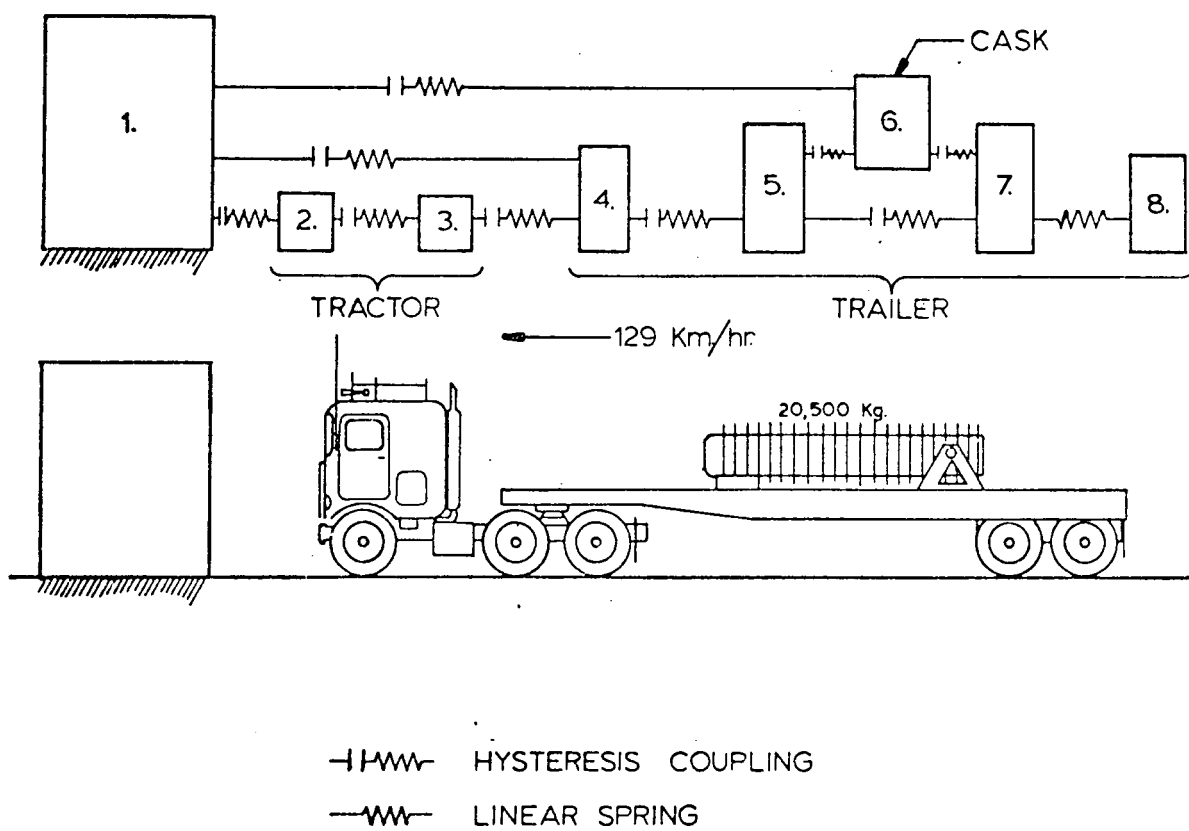 CASK
1.
6.
5.
7.
4.
8.
2.
3.
TRACTOR
TRAILER
129 Km/hr.
20,500 Kg.
HYSTERESIS COUPLING
LINEAR SPRING